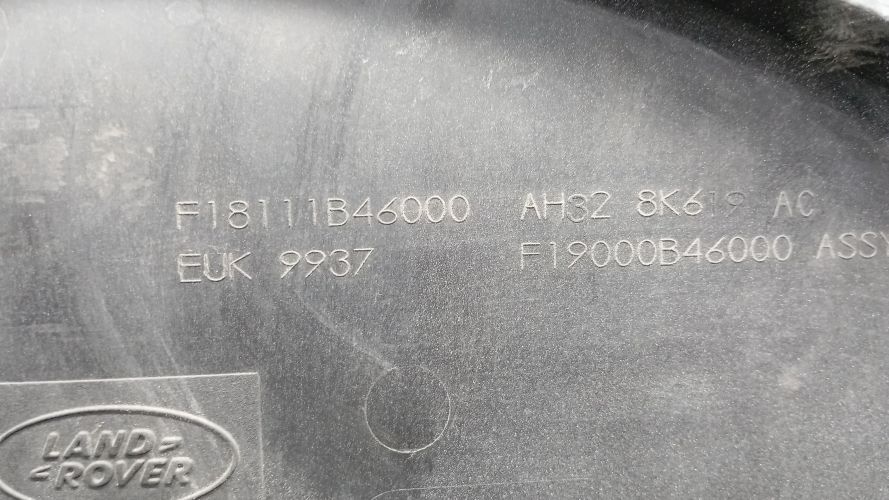 F18111B46000 AH32 8K619 AC
EUK 9937 F19000B46000 ASSY
LAND
ROVER